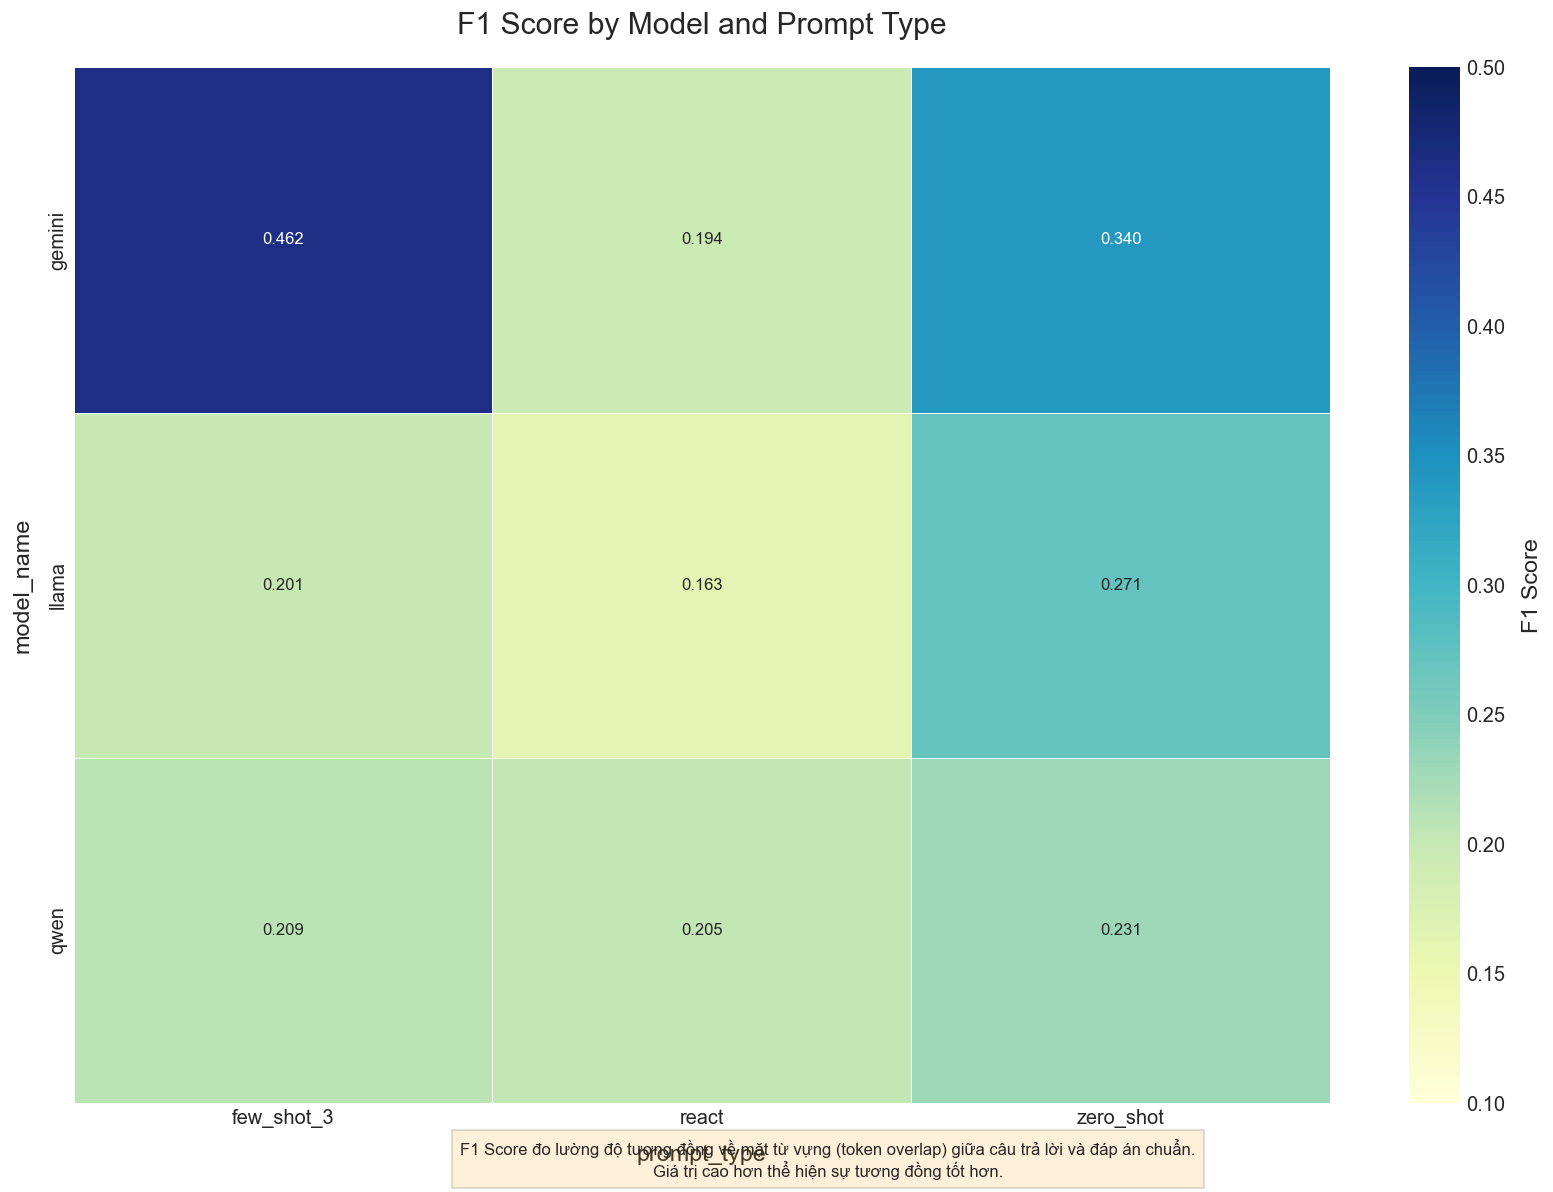 F1 Score by Model and Prompt Type
0.50
0.45
0.40
0.35
0.30
0.25
0.20
0.15
0.10
F1 Score
model_name
gemini
0.462
0.194
0.340
llama
0.201
0.163
0.271
qwen
0.209
0.205
0.231
few_shot_3
react
zero_shot
prompt_type
F1 Score đo lường độ tương đồng về mặt từ vựng (token overlap) giữa câu trả lời và đáp án chuẩn.
Giá trị cao hơn thể hiện sự tương đồng tốt hơn.